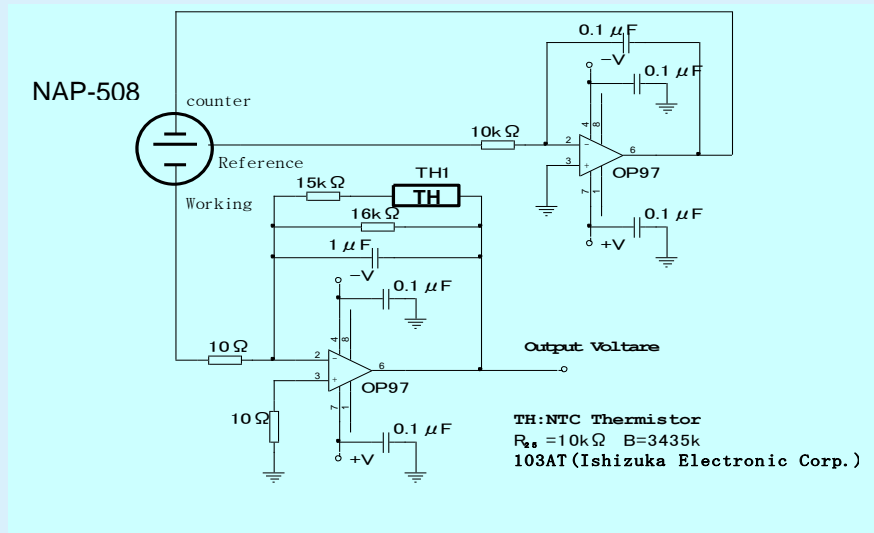 0.1 μF
−V
0.1 μF
NAP-508
counter
4
8
10kΩ
2
−
6
3
+
OP97
Reference
TH1
15kΩ
TH
7
1
Working
16kΩ
0.1 μF
1 μF
+V
−V
0.1 μF
4
8
Output Voltare
10Ω
2
−
6
3
+
OP97
10Ω
7
1
TH:NTC Thermistor
0.1 μF
R₂₅ =10kΩ B=3435k
+V
103AT(Ishizuka Electronic Corp.)